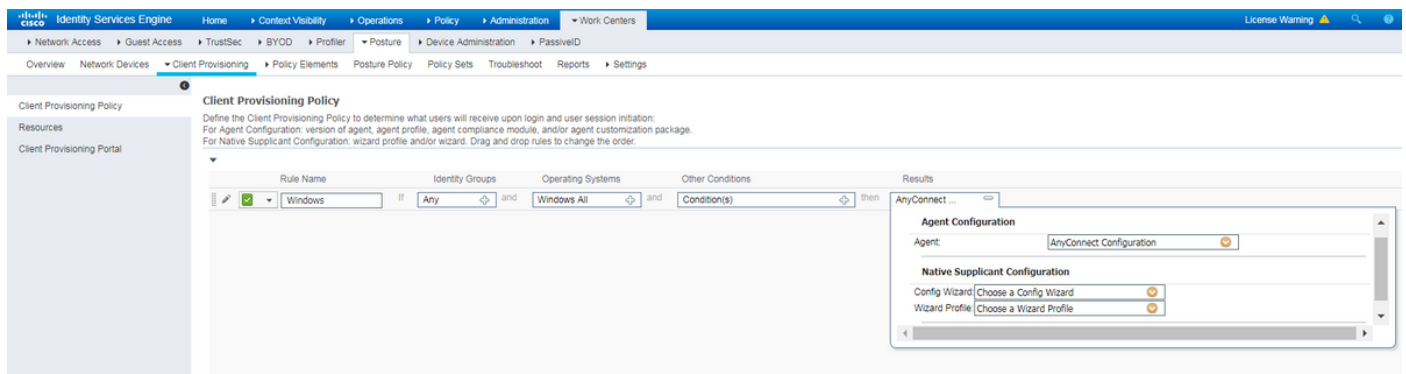 cisco Identity Services Engine Home Context Visibility Operations Policy Administration Work Centers License Warning
Network Access Guest Access TrustSec BYOD Profiler Posture Device Administration PassiveID
Overview Network Devices Client Provisioning Policy Elements Posture Policy Policy Sets Troubleshoot Reports Settings
Client Provisioning Policy
Resources
Client Provisioning Portal
Client Provisioning Policy
Define the Client Provisioning Policy to determine what users will receive upon login and user session initiation:
For Agent Configuration: version of agent, agent profile, agent compliance module, and/or agent customization package.
For Native Supplicant Configuration: wizard profile and/or wizard. Drag and drop rules to change the order.
Rule Name Identity Groups Operating Systems Other Conditions Results
Windows If Any and Windows All and Condition(s) then AnyConnect ...
Agent Configuration
Agent: AnyConnect Configuration
Native Supplicant Configuration
Config Wizard: Choose a Config Wizard
Wizard Profile: Choose a Wizard Profile